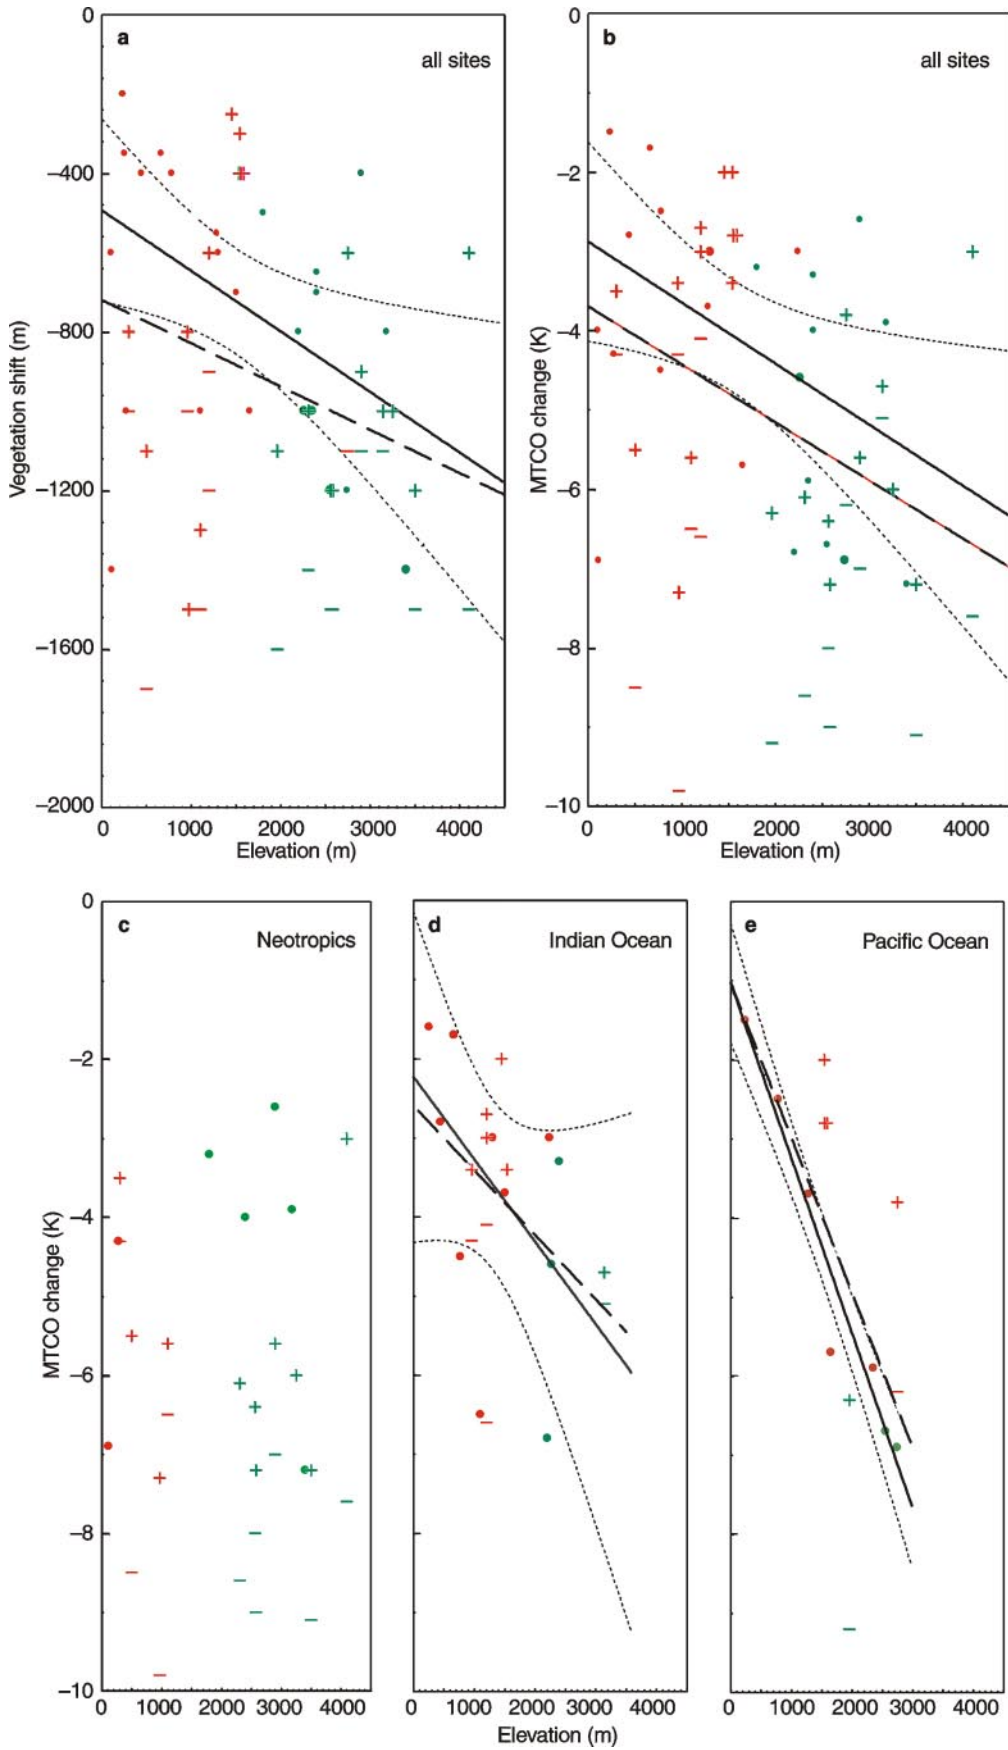 a
all sites
0
–400
–800
–1200
–1600
–2000
Vegetation shift (m)
0 1000 2000 3000 4000
Elevation (m)
b
all sites
0
–2
–4
–6
–8
–10
MTCO change (K)
0 1000 2000 3000 4000
Elevation (m)
c
Neotropics
0
–2
–4
–6
–8
–10
MTCO change (K)
0 1000 2000 3000 4000
d
Indian Ocean
0 1000 2000 3000 4000
Elevation (m)
e
Pacific Ocean
0 1000 2000 3000 4000